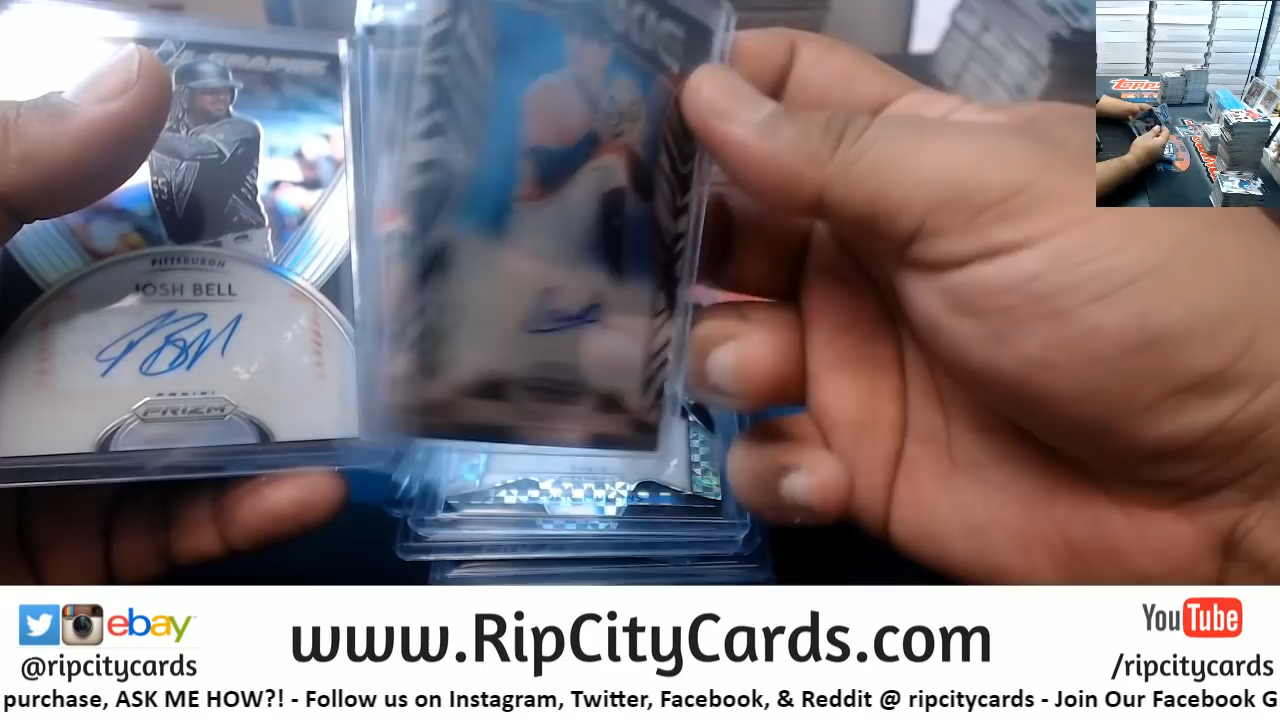 TOPPS
PITTSBURGH
JOSH BELL
PANINI
PRIZM
ebay
www.RipCityCards.com
YouTube
@ripcitycards
/ripcitycards
purchase, ASK ME HOW?! - Follow us on Instagram, Twitter, Facebook, & Reddit @ ripcitycards - Join Our Facebook G